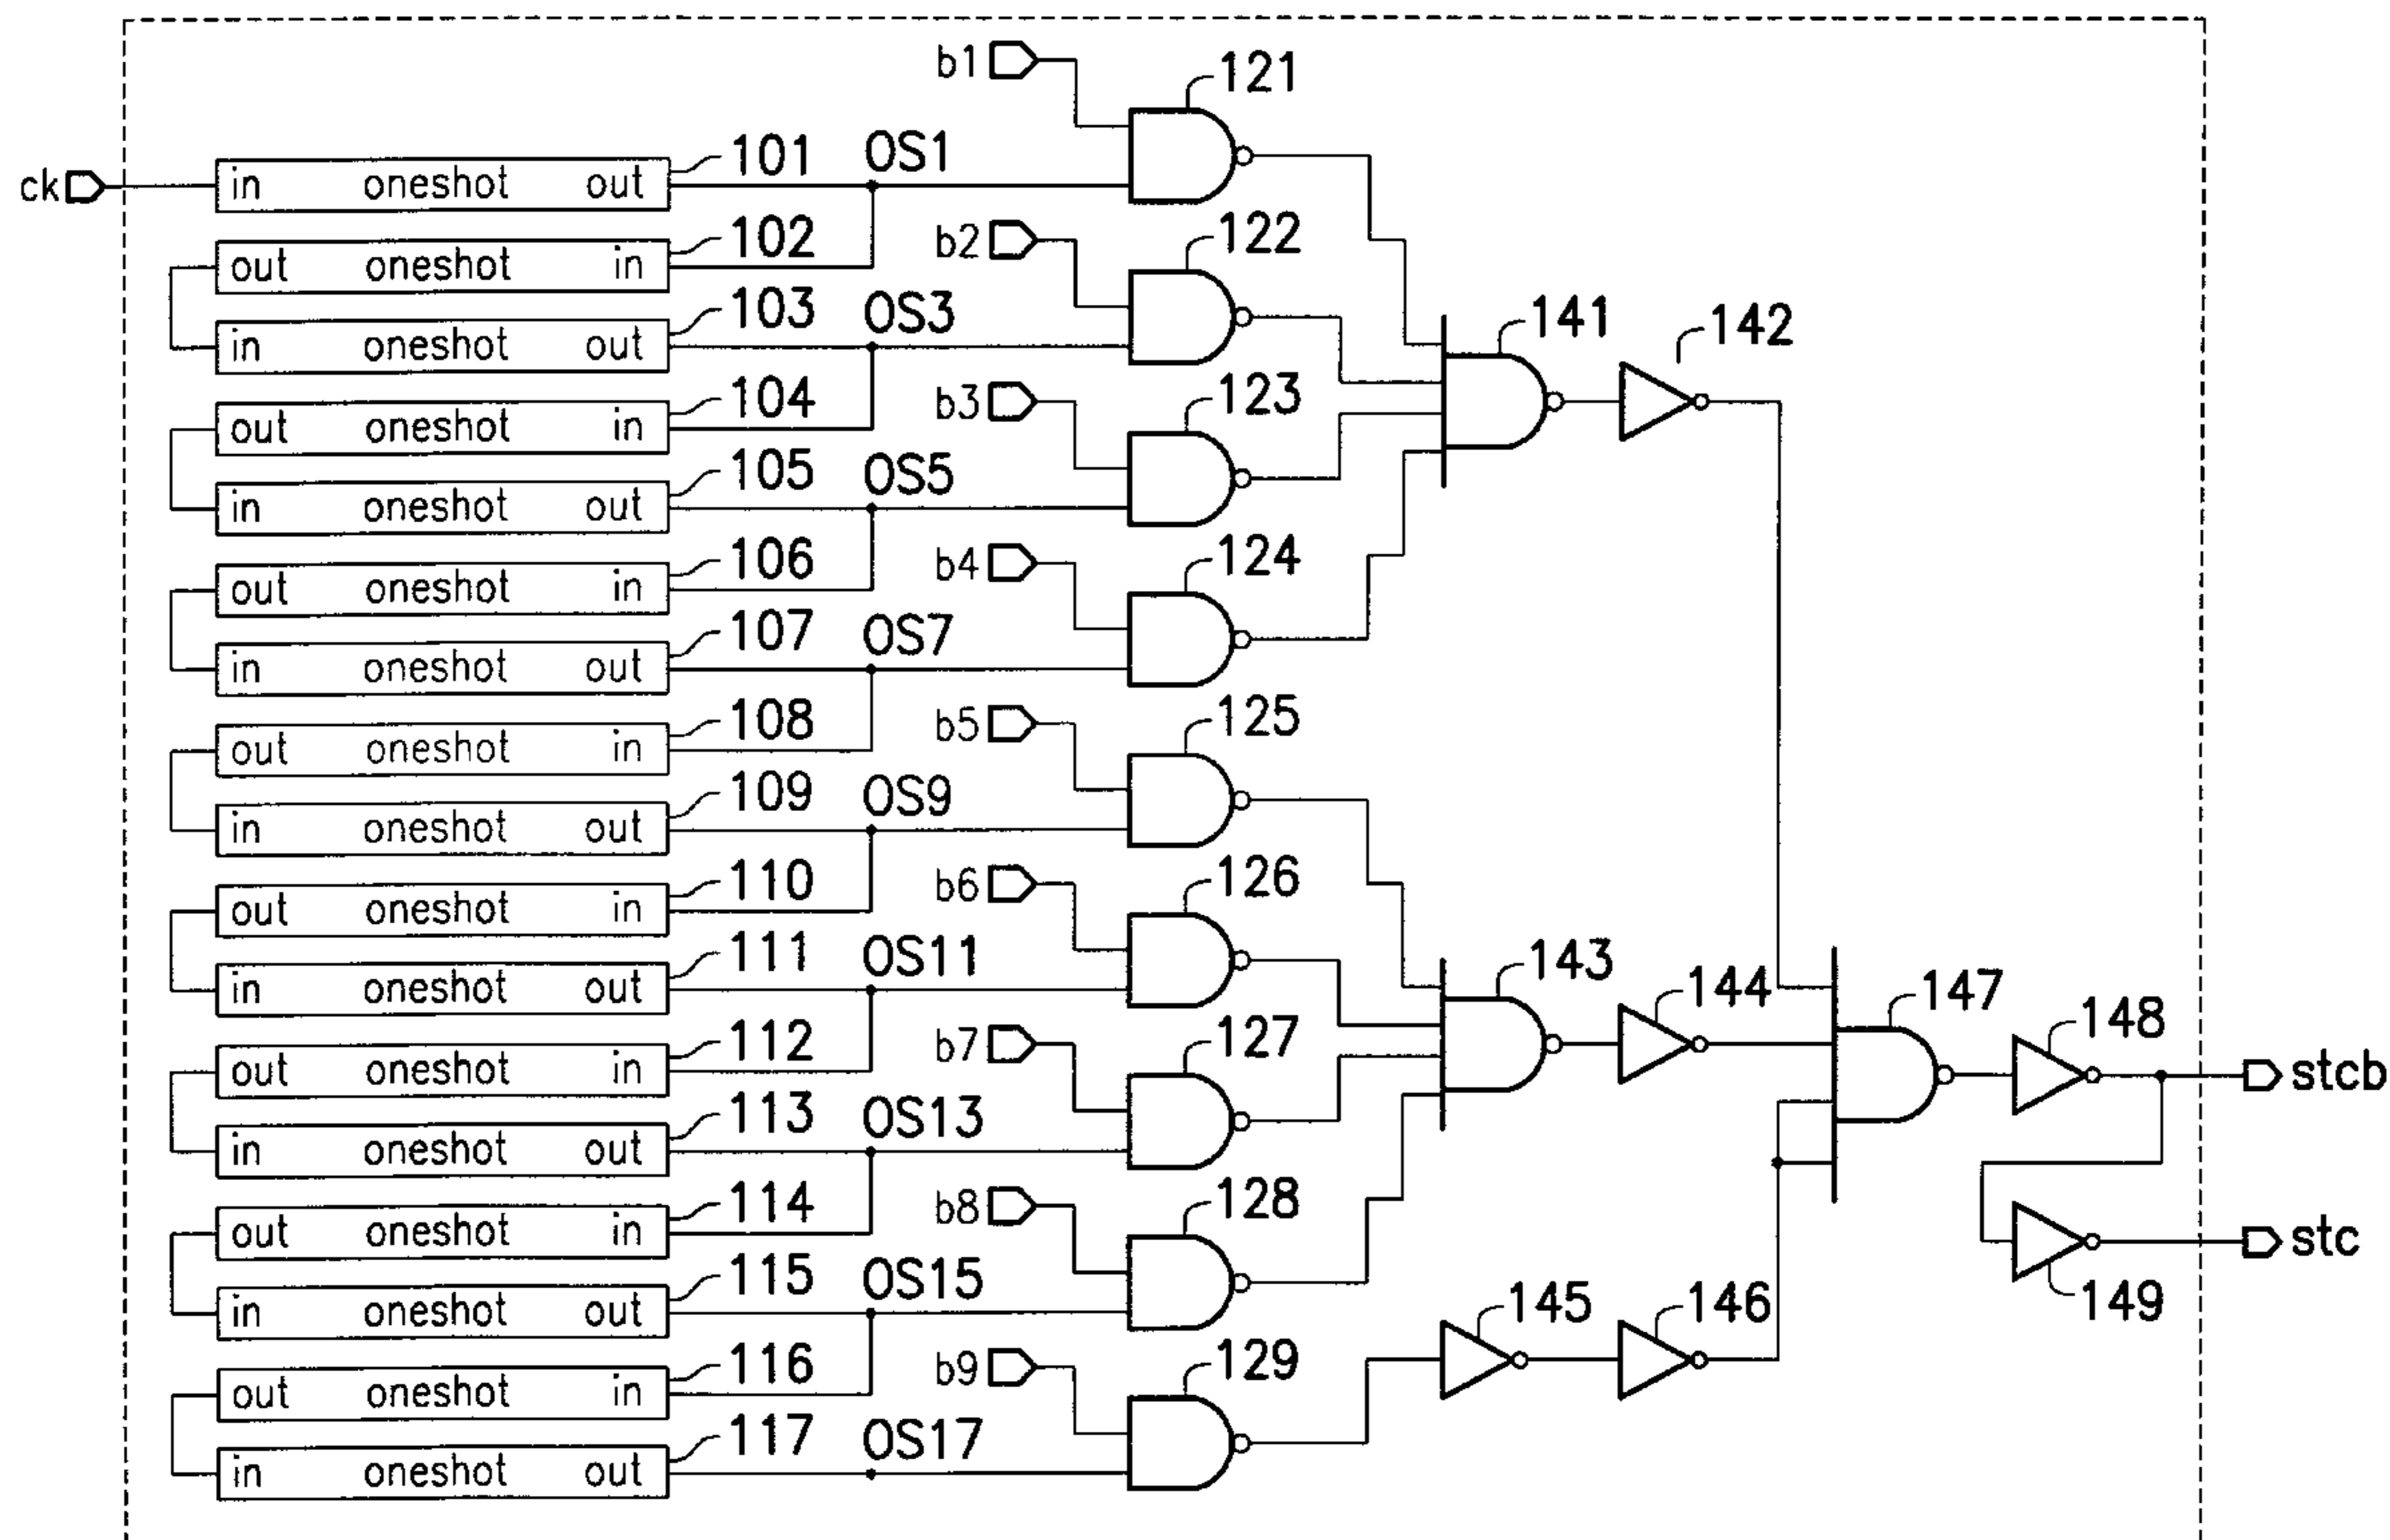 b1 121
ck in oneshot out 101 OS1
out oneshot in 102 b2 122
in oneshot out 103 OS3 141 142
out oneshot in 104 b3 123
in oneshot out 105 OS5
out oneshot in 106 b4 124
in oneshot out 107 OS7
out oneshot in 108 b5 125
in oneshot out 109 OS9
out oneshot in 110 b6 126
in oneshot out 111 OS11 143 144 147
out oneshot in 112 b7 127 148 stcb
in oneshot out 113 OS13
out oneshot in 114 b8 128 stc
in oneshot out 115 OS15 145 146 149
out oneshot in 116 b9 129
in oneshot out 117 OS17